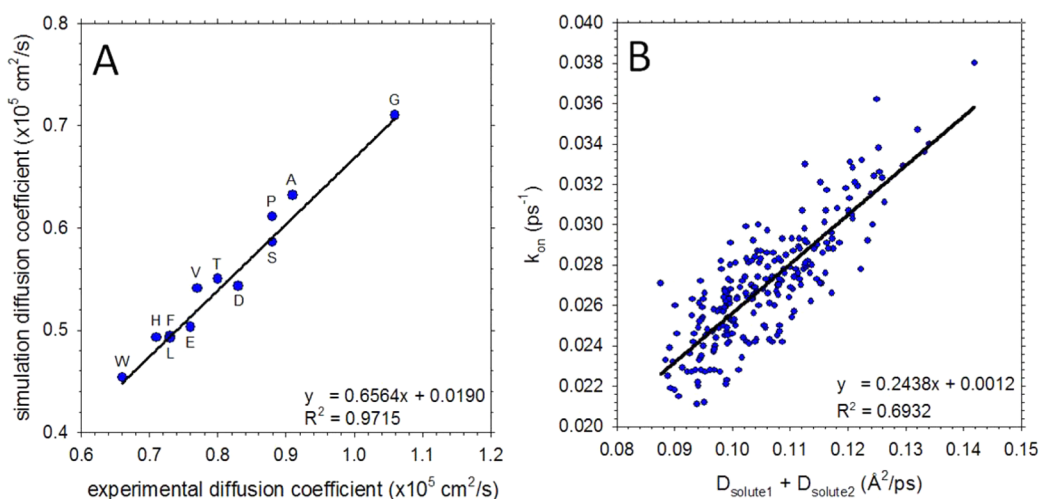 A
simulation diffusion coefficient (x10⁵ cm²/s)
0.8
0.7
0.6
0.5
0.4
G
A
P
S
T
V
D
H
F
E
L
W
y = 0.6564x + 0.0190
R² = 0.9715
0.6 0.7 0.8 0.9 1.0 1.1 1.2
experimental diffusion coefficient (x10⁵ cm²/s)
B
k_on (ps⁻¹)
0.040
0.038
0.036
0.034
0.032
0.030
0.028
0.026
0.024
0.022
0.020
y = 0.2438x + 0.0012
R² = 0.6932
0.08 0.09 0.10 0.11 0.12 0.13 0.14 0.15
D_solute1 + D_solute2 (Å²/ps)